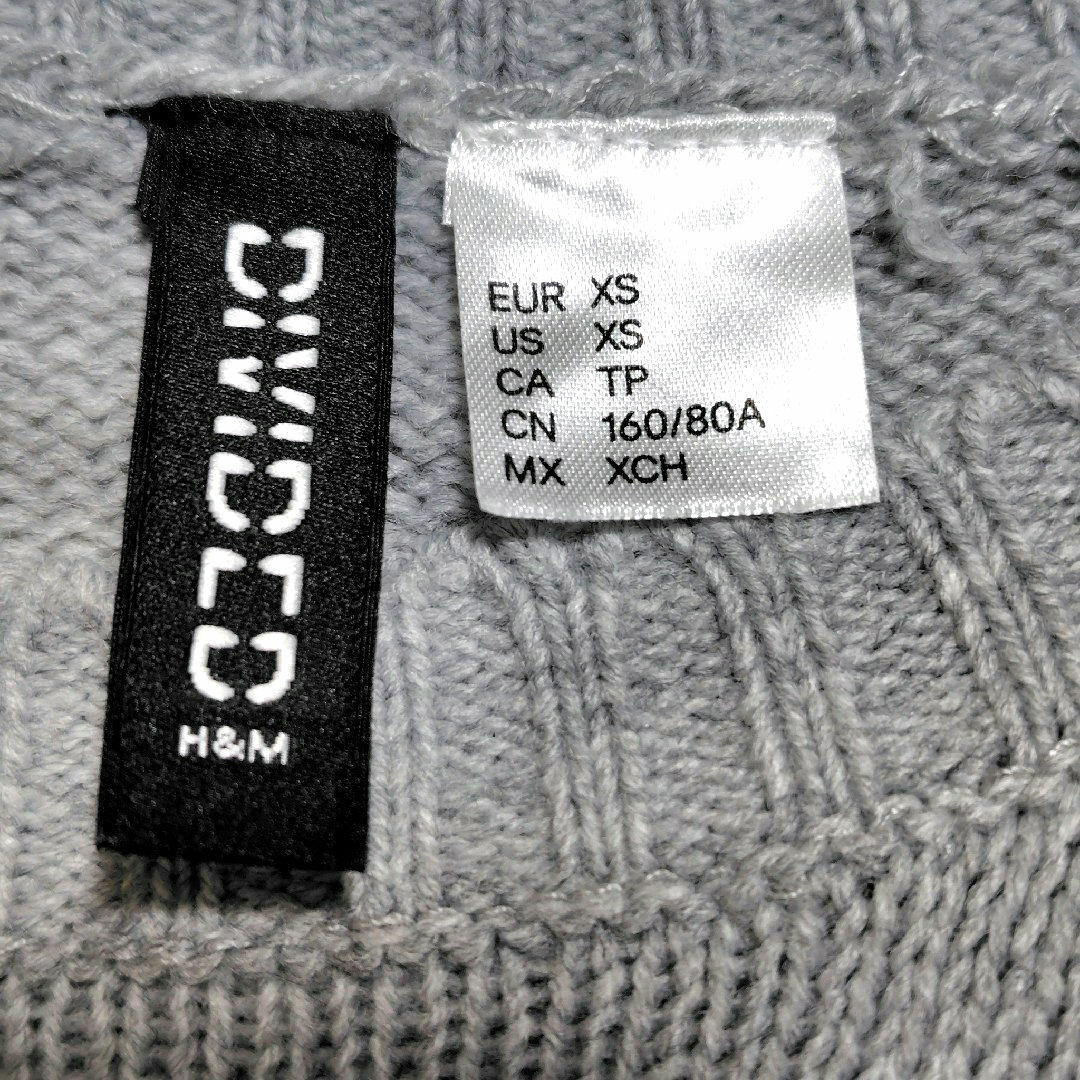 DIVIDED
H&M
EUR XS
US XS
CA TP
CN 160/80A
MX XCH